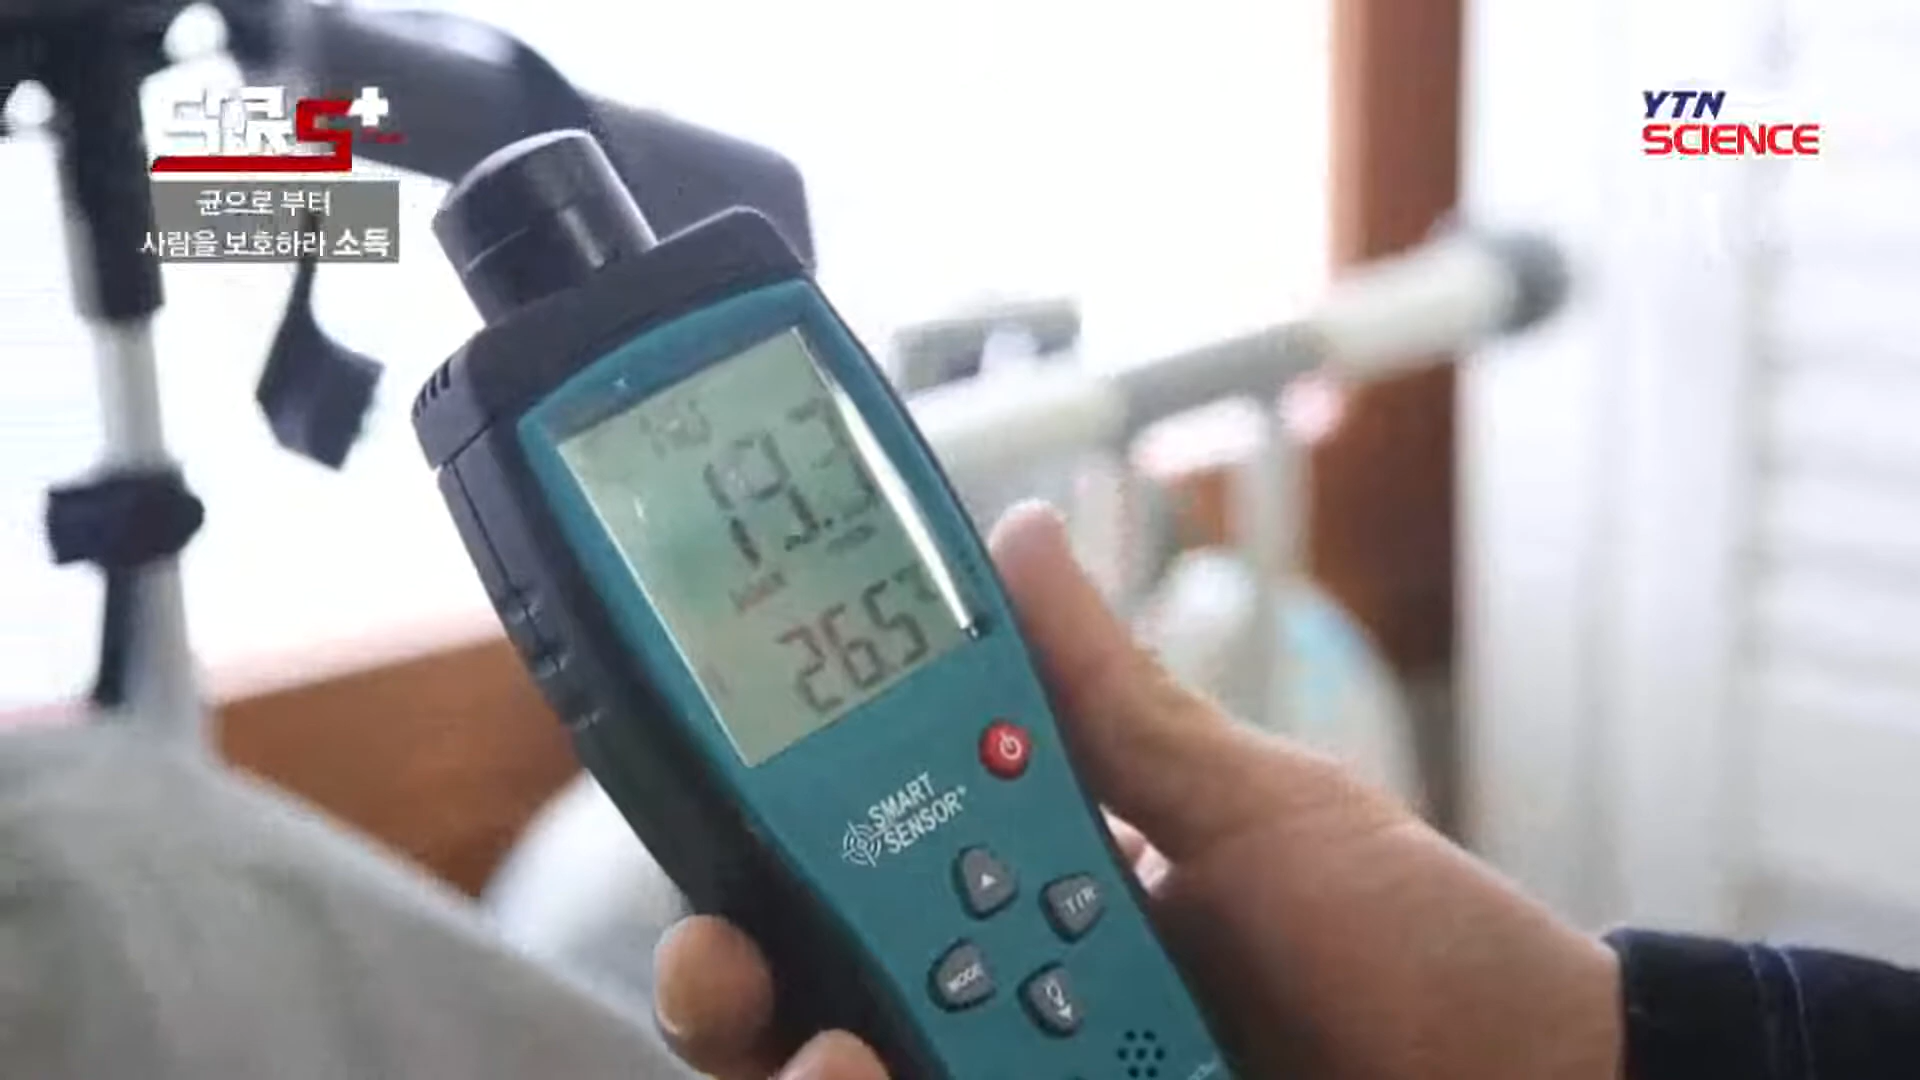 S.R.S+
균으로 부터
사람을 보호하라 소독
YTN
SCIENCE
19.3
26.5
SMART
SENSOR®
MODE